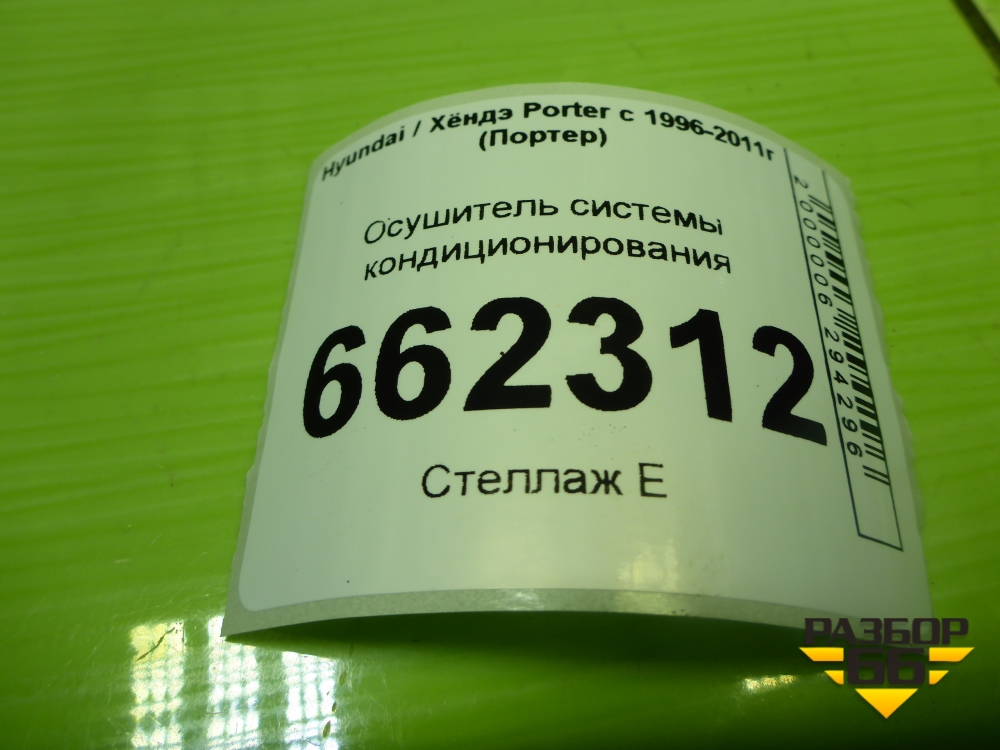 Hyundai / Хёндэ Porter с 1996-2011г
(Портер)
Осушитель системы
кондиционирования
662312
Стеллаж Е
2000006294296
РАЗБОР
66